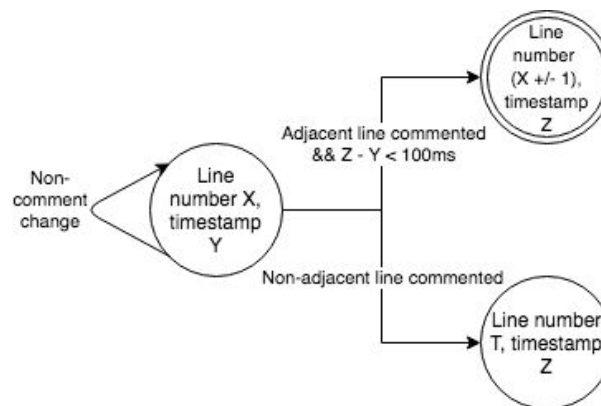 Line
number
(X +/- 1),
timestamp
Z
Adjacent line commented
&& Z - Y < 100ms
Non-
comment
change
Line
number X,
timestamp
Y
Non-adjacent line commented
Line number
T, timestamp
Z